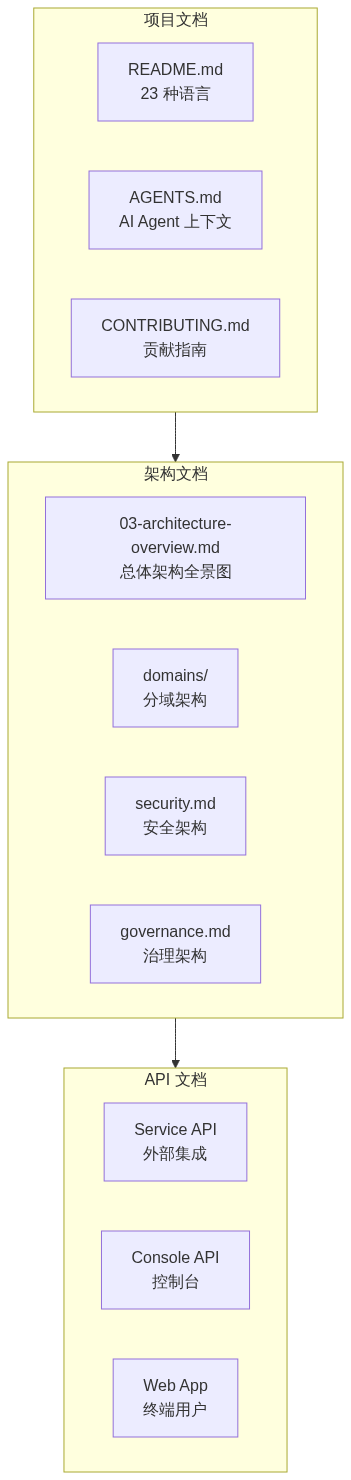 项目文档
README.md
23 种语言
AGENTS.md
AI Agent 上下文
CONTRIBUTING.md
贡献指南
架构文档
03-architecture-
overview.md
总体架构全景图
domains/
分域架构
security.md
安全架构
governance.md
治理架构
API 文档
Service API
外部集成
Console API
控制台
Web App
终端用户